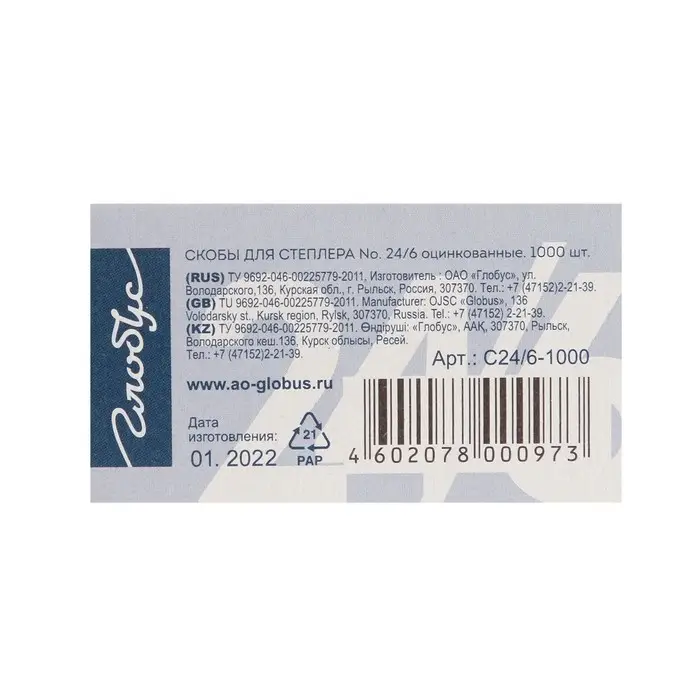 Глобус
СКОБЫ ДЛЯ СТЕПЛЕРА No. 24/6 оцинкованные. 1000 шт.
(RUS) ТУ 9692-046-00225779-2011, Изготовитель : ОАО «Глобус», ул.
Володарского,136, Курская обл., г. Рыльск, Россия, 307370. Тел.: +7 (47152)2-21-39.
(GB) TU 9692-046-00225779-2011. Manufacturer: OJSC «Globus», 136
Volodarsky st., Kursk region, Rylsk, 307370, Russia. Tel.: +7 (47152) 2-21-39.
(KZ) ТУ 9692-046-00225779-2011. Өндіруші: «Глобус», ААҚ, 307370, Рыльск,
Володарского кеш.136, Курск облысы, Ресей.
Тел.: +7 (47152)-2-21-39.
Арт.: С24/6-1000
www.ao-globus.ru
Дата
изготовления:
01. 2022
21
PAP
4 602078 000973
24/6